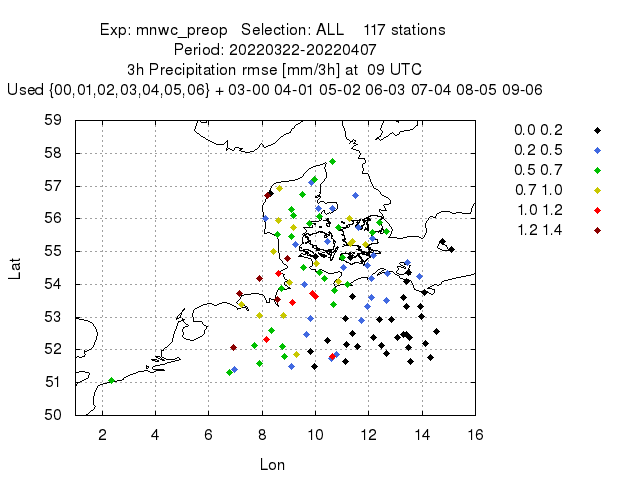 Exp: mnwc_preop   Selection: ALL    117 stations
Period: 20220322-20220407
3h Precipitation rmse [mm/3h] at  09 UTC
Used {00,01,02,03,04,05,06} + 03-00 04-01 05-02 06-03 07-04 08-05 09-06
0.0 0.2
0.2 0.5
0.5 0.7
0.7 1.0
1.0 1.2
1.2 1.4
59
58
57
56
55
54
53
52
51
50
Lat
2 4 6 8 10 12 14 16
Lon